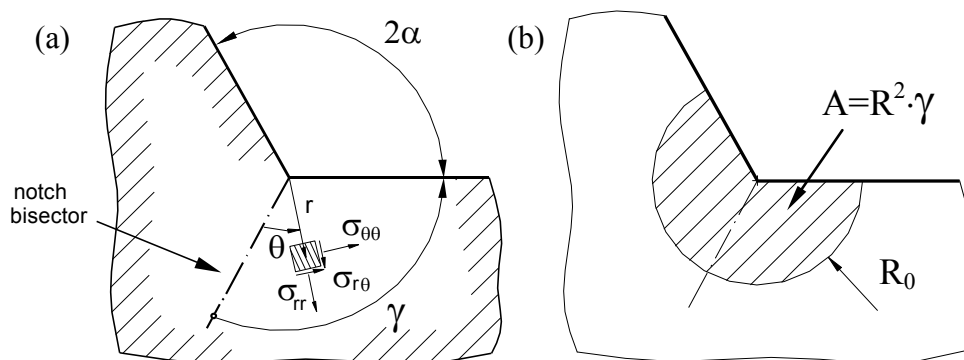 (a)
2α
notch
bisector
r
θ
σθθ
σrθ
σrr
γ
(b)
A=R²·γ
R₀